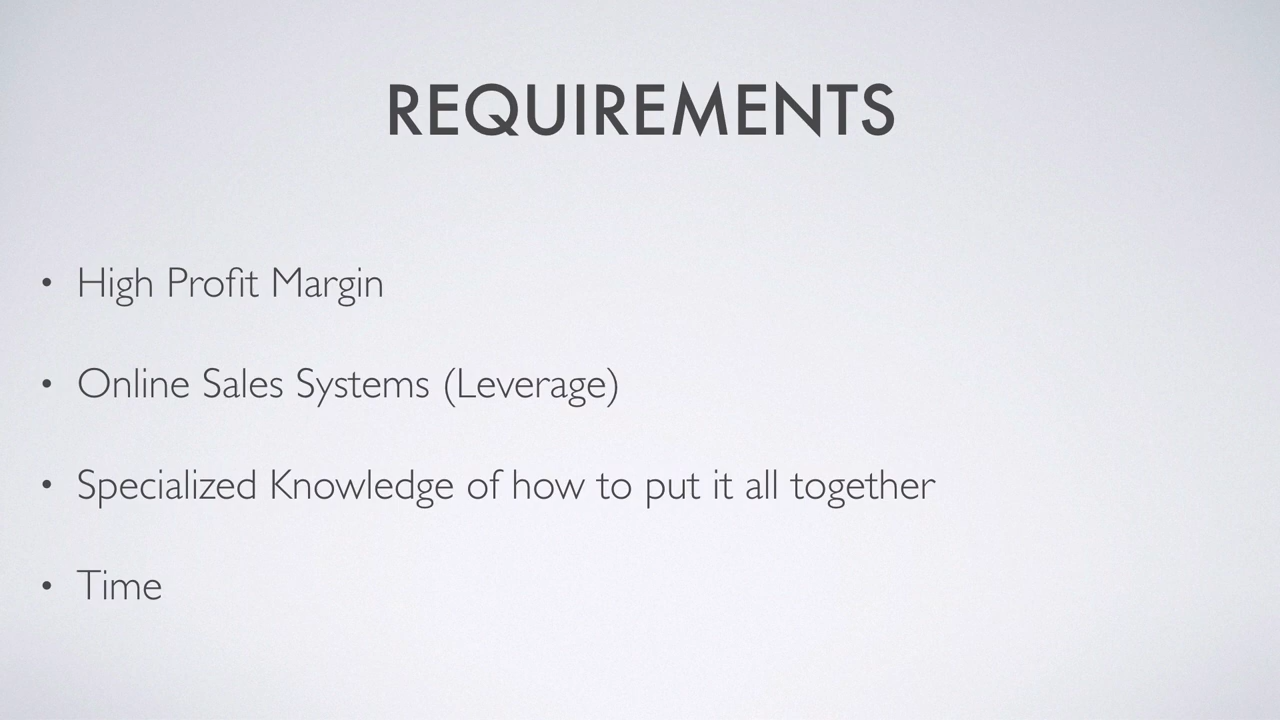 REQUIREMENTS
• High Profit Margin
• Online Sales Systems (Leverage)
• Specialized Knowledge of how to put it all together
• Time